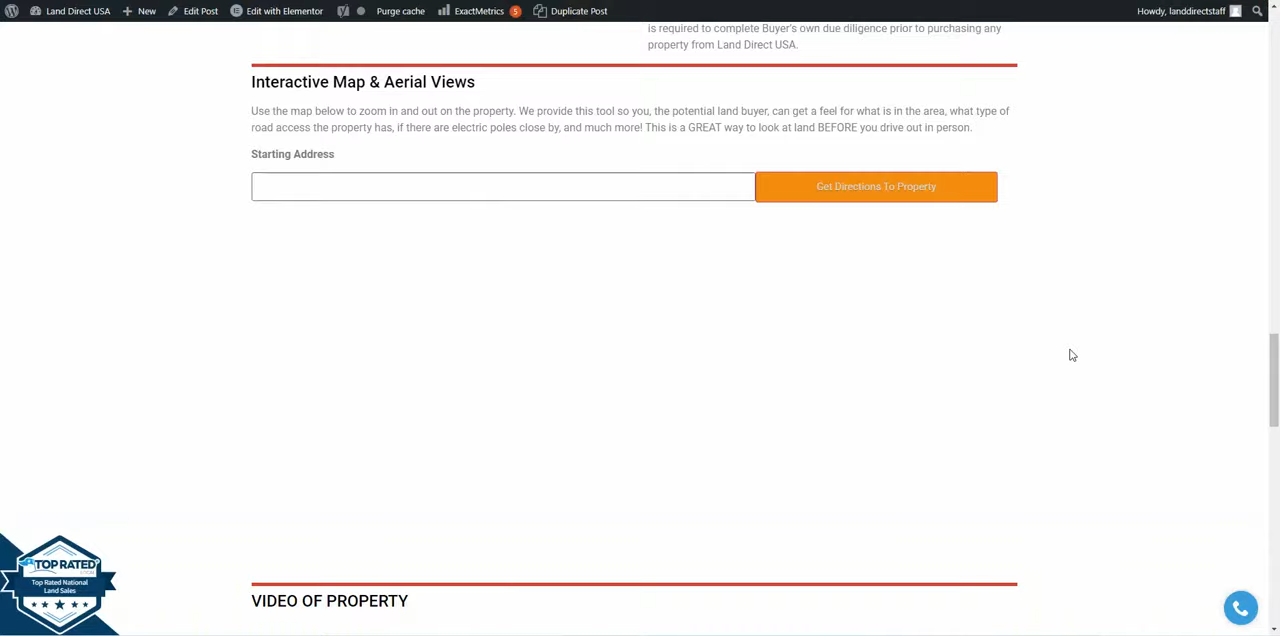 Land Direct USA New Edit Post Edit with Elementor Purge cache ExactMetrics 5 Duplicate Post Howdy, landdirectstaff
is required to complete Buyer's own due diligence prior to purchasing any
property from Land Direct USA.
Interactive Map & Aerial Views
Use the map below to zoom in and out on the property. We provide this tool so you, the potential land buyer, can get a feel for what is in the area, what type of
road access the property has, if there are electric poles close by, and much more! This is a GREAT way to look at land BEFORE you drive out in person.
Starting Address
Get Directions To Property
TOP RATED
Top Rated National
Land Sales
VIDEO OF PROPERTY